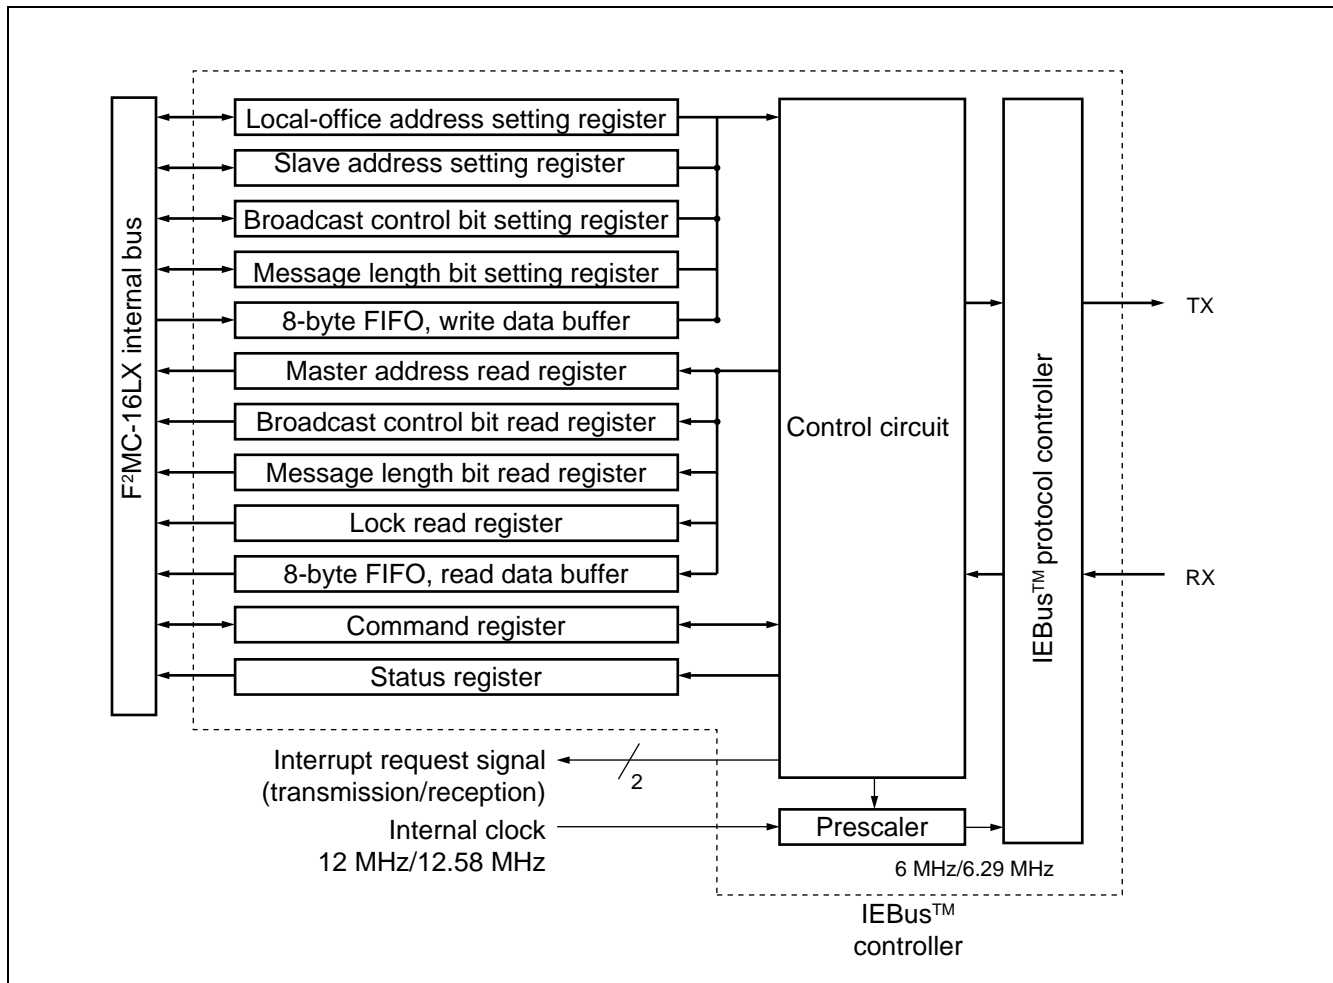 F²MC-16LX internal bus
Local-office address setting register
Slave address setting register
Broadcast control bit setting register
Message length bit setting register
8-byte FIFO, write data buffer
Master address read register
Broadcast control bit read register
Message length bit read register
Lock read register
8-byte FIFO, read data buffer
Command register
Status register
Control circuit
IEBus™ protocol controller
TX
RX
Interrupt request signal
(transmission/reception)
2
Internal clock
12 MHz/12.58 MHz
Prescaler
6 MHz/6.29 MHz
IEBus™
controller